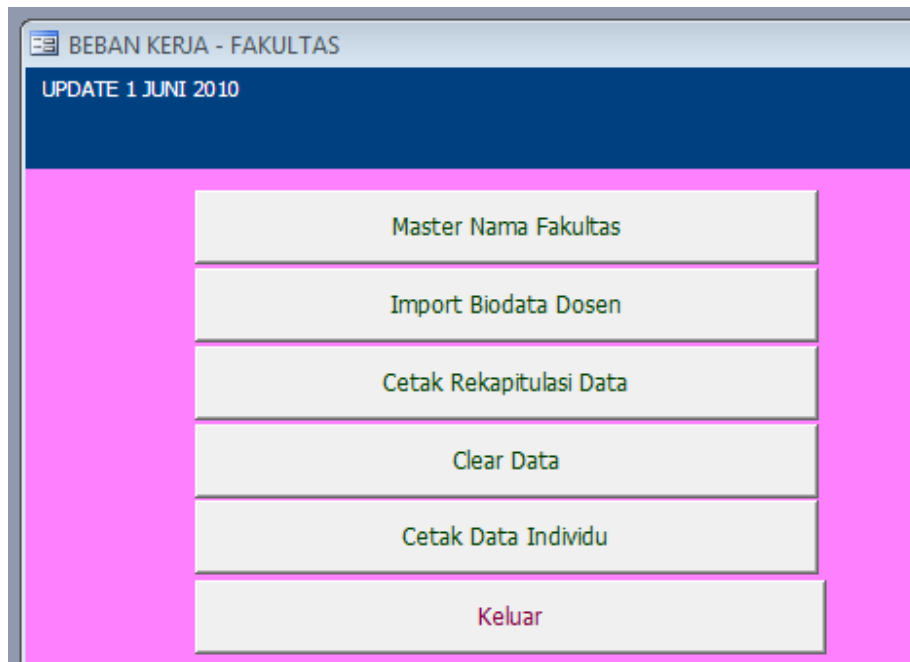 BEBAN KERJA - FAKULTAS
UPDATE 1 JUNI 2010
Master Nama Fakultas
Import Biodata Dosen
Cetak Rekapitulasi Data
Clear Data
Cetak Data Individu
Keluar